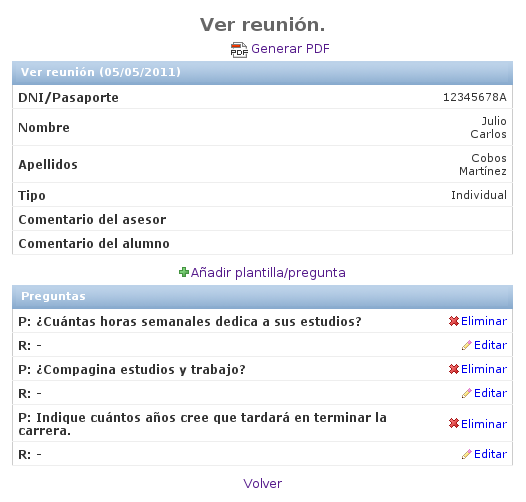 Ver reunión.
Generar PDF
Ver reunión (05/05/2011)
DNI/Pasaporte 12345678A
Nombre Julio
Carlos
Apellidos Cobos
Martínez
Tipo Individual
Comentario del asesor
Comentario del alumno
Añadir plantilla/pregunta
Preguntas
P: ¿Cuántas horas semanales dedica a sus estudios? Eliminar
R: - Editar
P: ¿Compagina estudios y trabajo? Eliminar
R: - Editar
P: Indique cuántos años cree que tardará en terminar la
carrera. Eliminar
R: - Editar
Volver